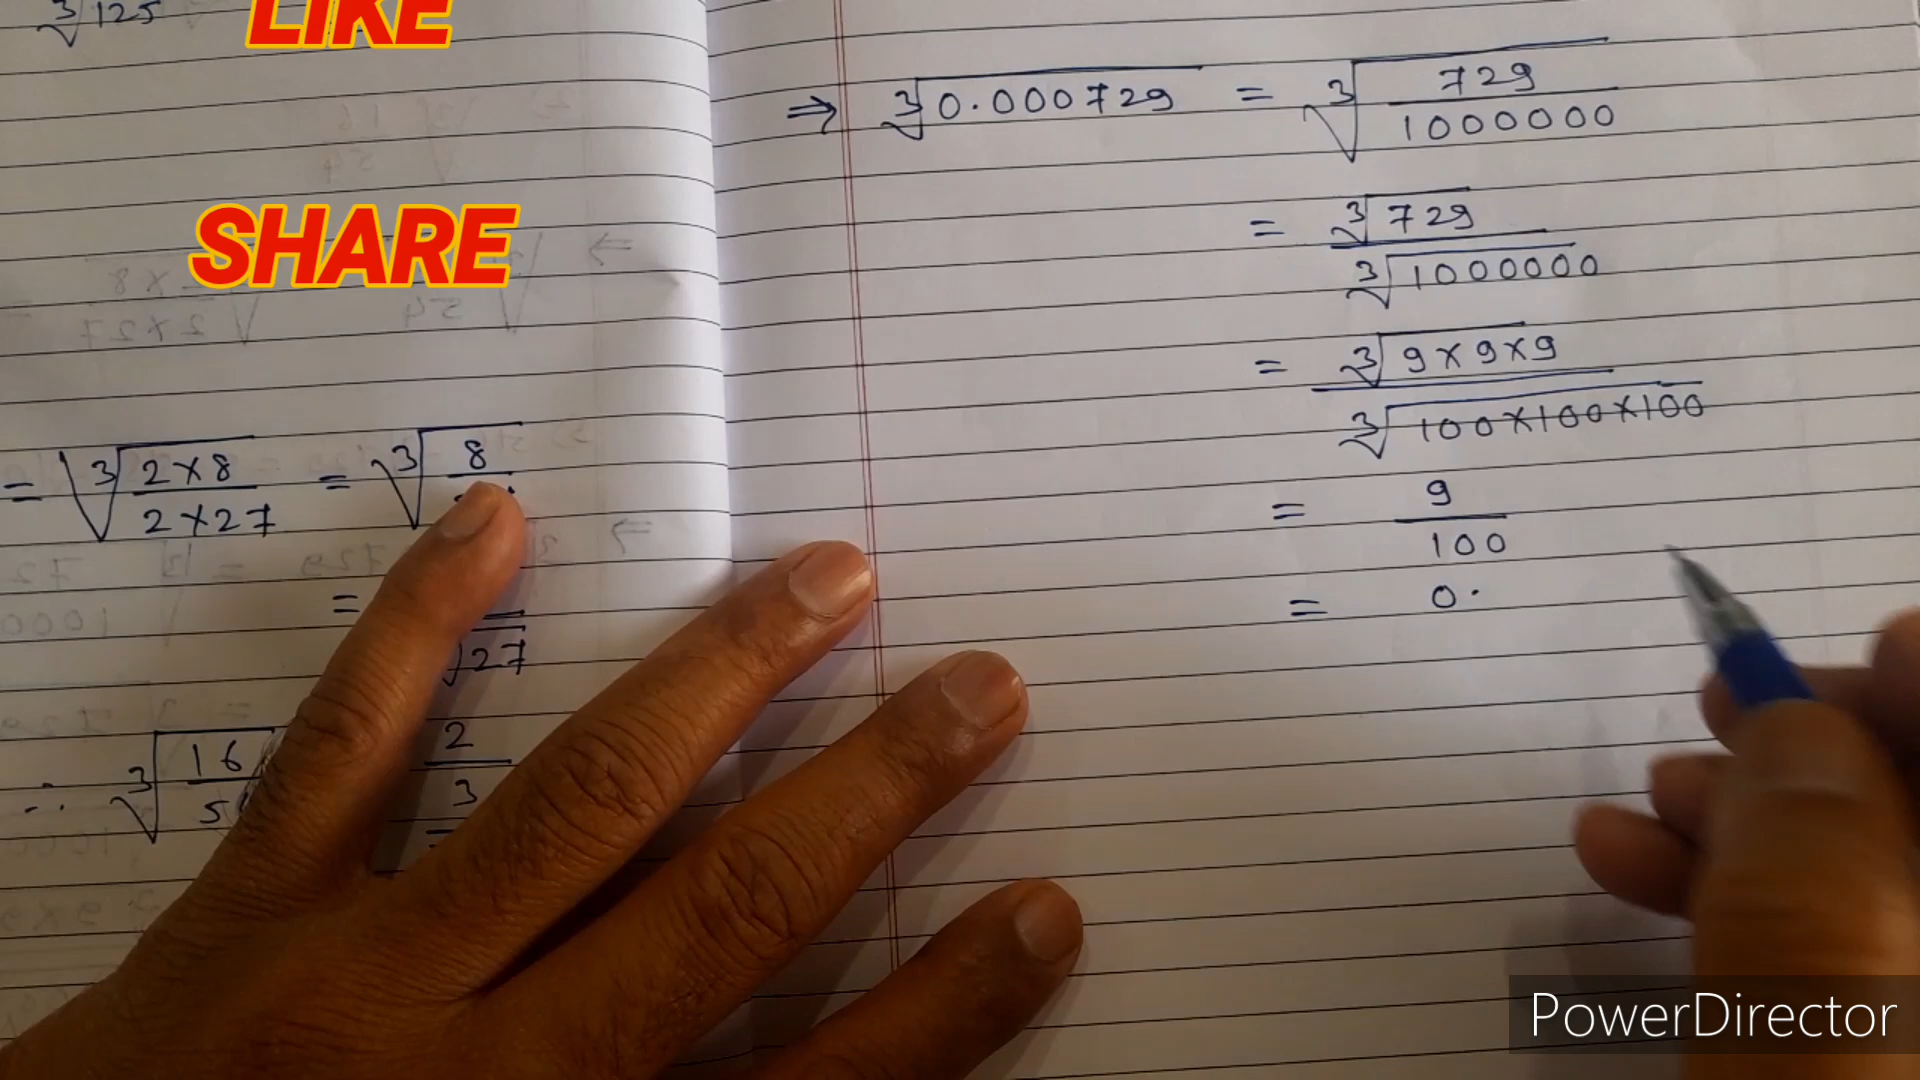 ∛125
LIKE
SHARE
= ∛(2×8 / 2×27) = ∛(8 /
=
√27
∴ ∛(16 /
2 / 3
⇒ ∛0.000729 = ∛(729 / 1000000)
= ∛729 / ∛1000000
= ∛9×9×9 / ∛100×100×100
= 9 / 100
= 0.
PowerDirector